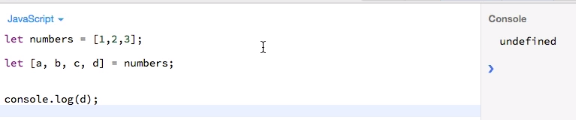 JavaScript
Console
let numbers = [1,2,3];
let [a, b, c, d] = numbers;
console.log(d);
undefined